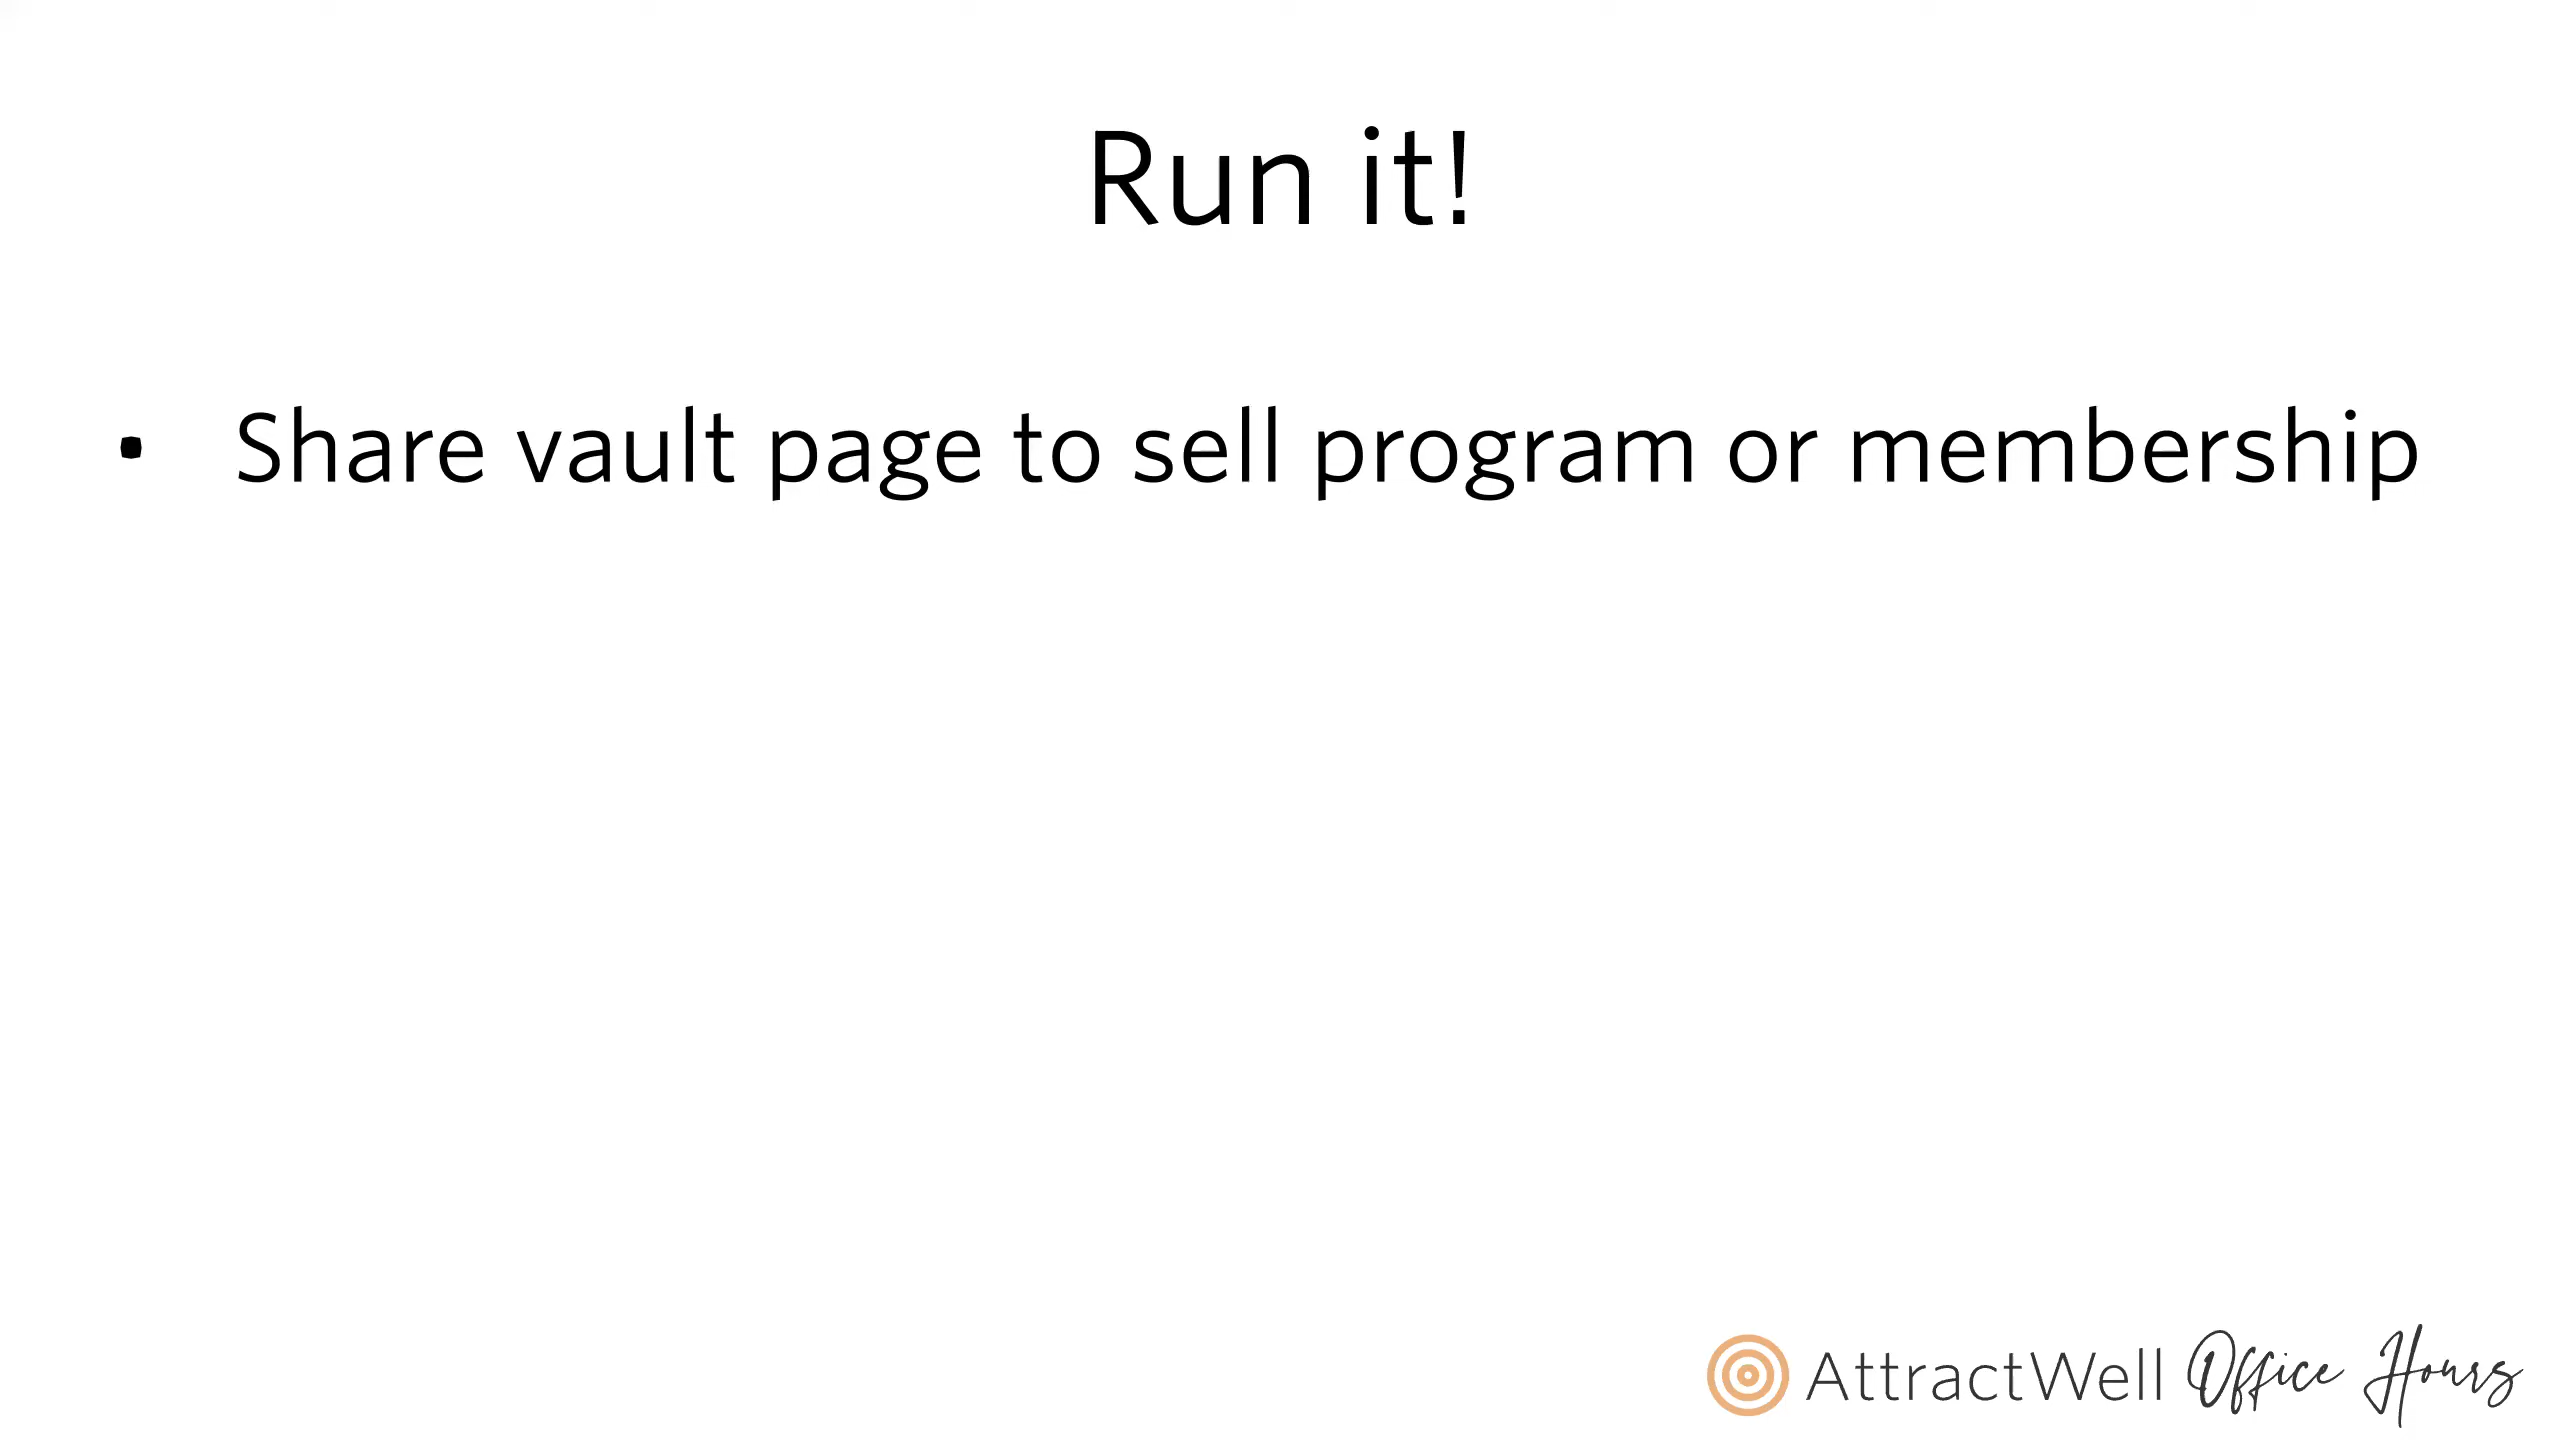 Run it!
• Share vault page to sell program or membership
AttractWell Office Hours